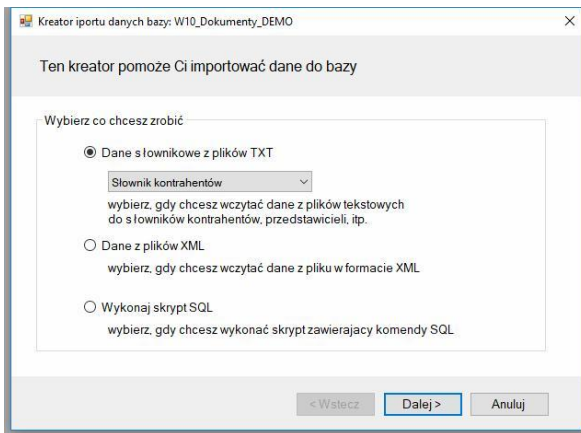 Kreator iportu danych bazy: W10_Dokumenty_DEMO
Ten kreator pomoże Ci importować dane do bazy
Wybierz co chcesz zrobić
Dane słownikowe z plików TXT
Słownik kontrahentów
wybierz, gdy chcesz wczytać dane z plików tekstowych
do słowników kontrahentów, przedstawicieli, itp.
Dane z plików XML
wybierz, gdy chcesz wczytać dane z pliku w formacie XML
Wykonaj skrypt SQL
wybierz, gdy chcesz wykonać skrypt zawierajacy komendy SQL
< Wstecz Dalej > Anuluj